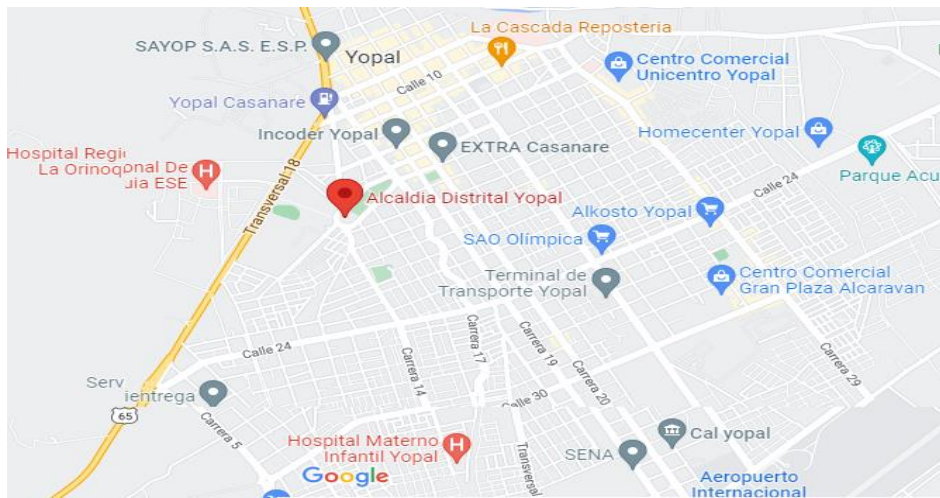 La Cascada Reposteria
SAYOP S.A.S. E.S.P.
Yopal
Centro Comercial
Unicentro Yopal
Calle 10
Yopal Casanare
Incoder Yopal
EXTRA Casanare
Homecenter Yopal
Hospital Regi
onal De
La Orinoq
uia ESE
H
Parque Acu
Transversal 18
Calle 24
Alcaldia Distrital Yopal
Alkosto Yopal
SAO Olímpica
Terminal de
Transporte Yopal
Centro Comercial
Gran Plaza Alcaravan
Calle 24
Carrera 14
Carrera 17
Carrera 19
Carrera 20
Carrera 29
Serv
ientrega
65
Carrera 5
Calle 30
Hospital Materno
Infantil Yopal
H
Transversal
Cal yopal
SENA
Google
Aeropuerto
Internacional